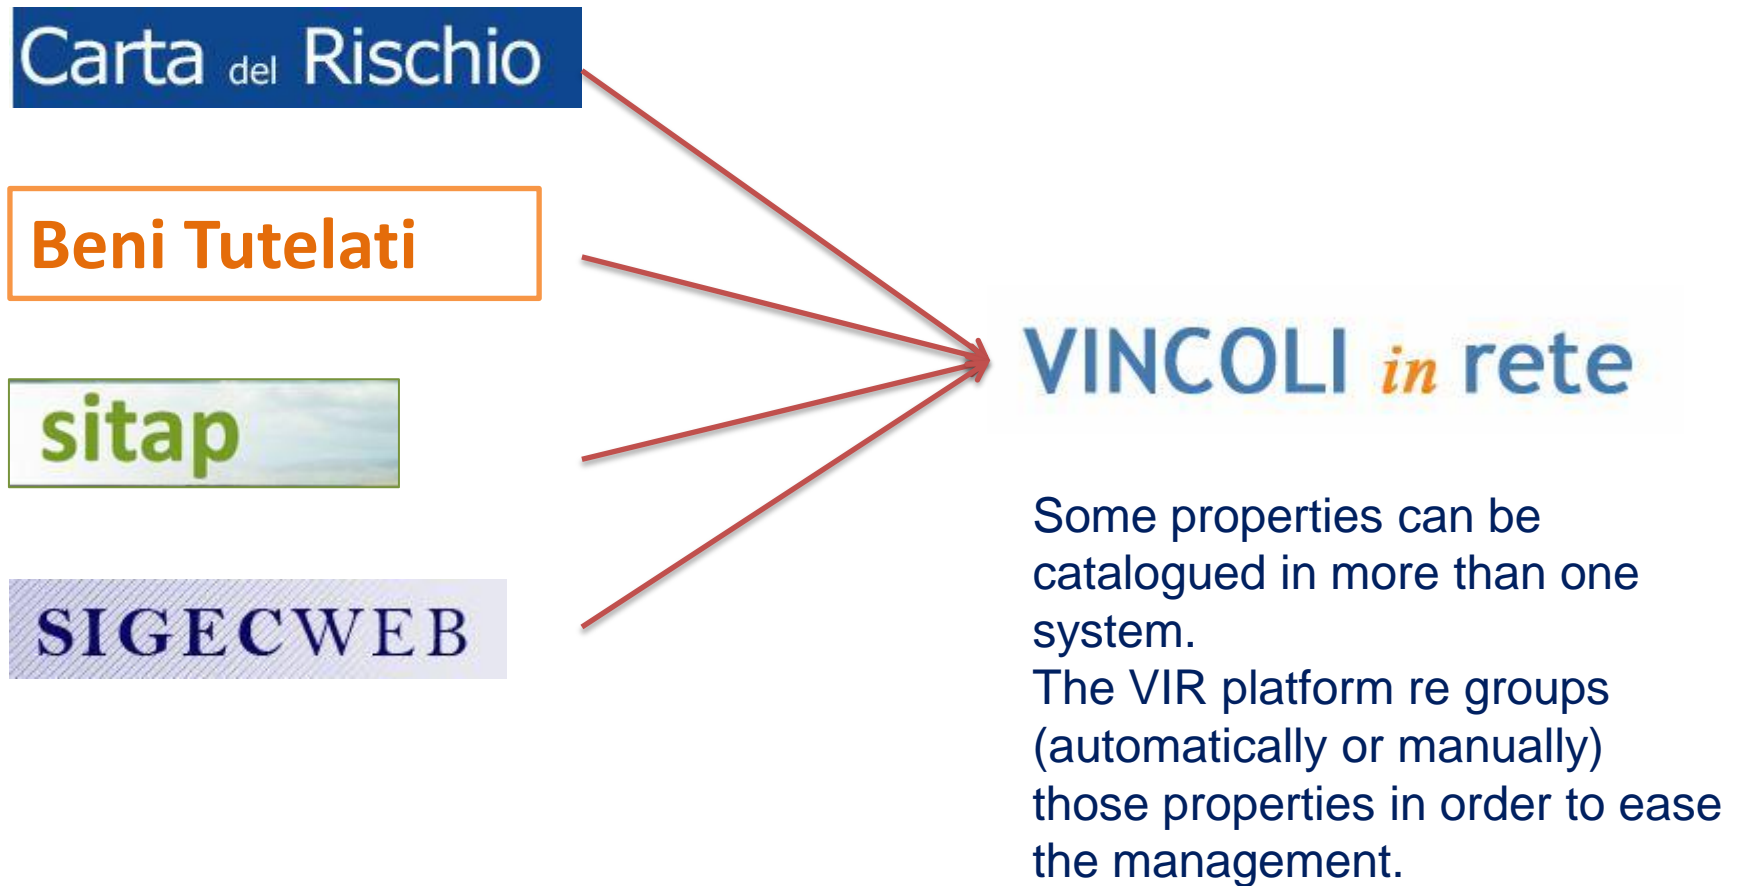 Carta del Rischio
Beni Tutelati
sitap
SIGECWEB
VINCOLI in rete
Some properties can be
catalogued in more than one
system.
The VIR platform re groups
(automatically or manually)
those properties in order to ease
the management.